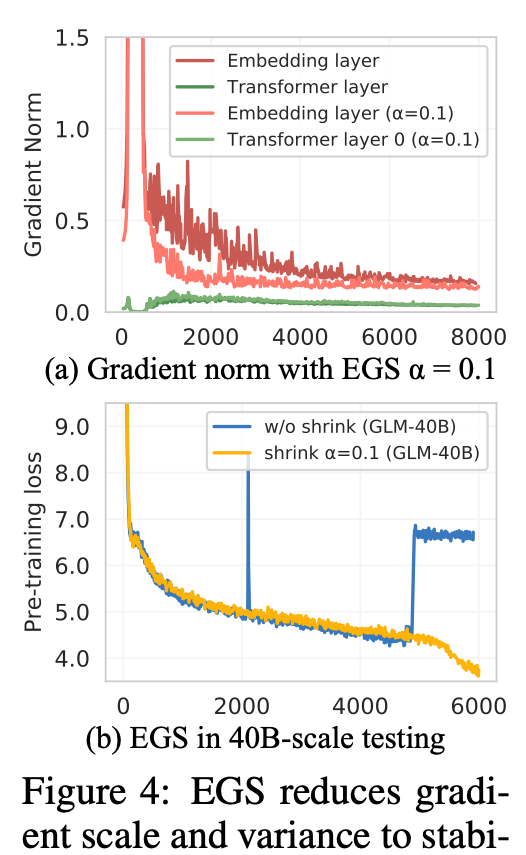 1.5
1.0
0.5
0.0
Gradient Norm
Embedding layer
Transformer layer
Embedding layer (α=0.1)
Transformer layer 0 (α=0.1)
0 2000 4000 6000 8000
(a) Gradient norm with EGS α = 0.1
9.0
8.0
7.0
6.0
5.0
4.0
Pre-training loss
w/o shrink (GLM-40B)
shrink α=0.1 (GLM-40B)
0 2000 4000 6000
(b) EGS in 40B-scale testing
Figure 4: EGS reduces gradi-
ent scale and variance to stabi-